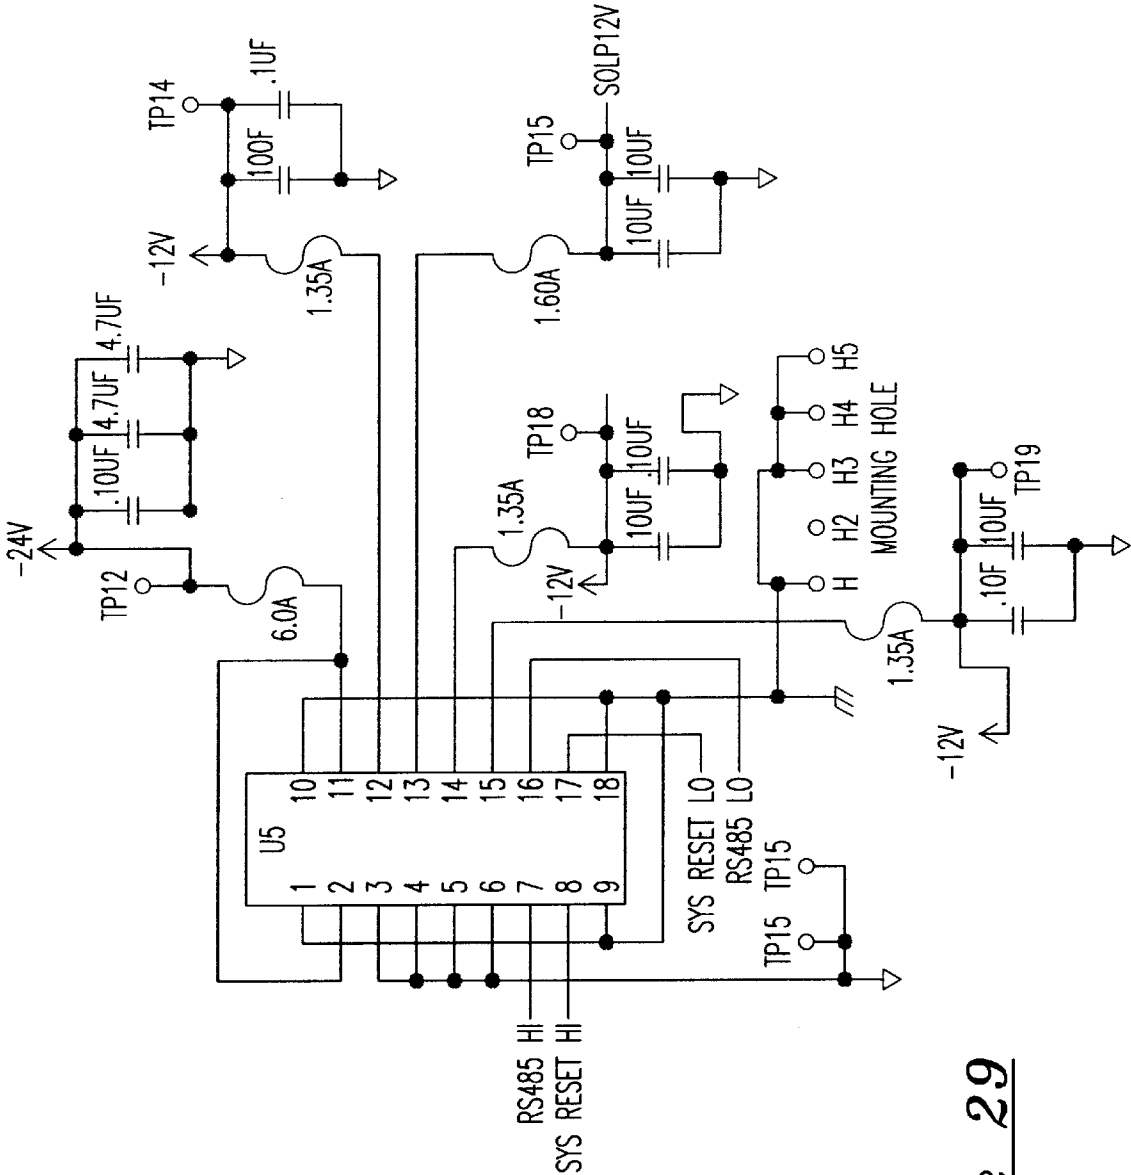 -24V
TP12
.10UF
4.7UF
4.7UF
6.0A
-12V
TP14
100F
.1UF
1.35A
1.60A
TP15
SOLP12V
10UF
10UF
1.35A
TP18
-12V
10UF
.10UF
H
H2
H3
H4
H5
MOUNTING HOLE
1.35A
-12V
TP19
.10F
10UF
U5
1
2
3
4
5
6
7
8
9
10
11
12
13
14
15
16
17
18
RS485 HI
SYS RESET HI
SYS RESET LO
RS485 LO
TP15
TP15
29